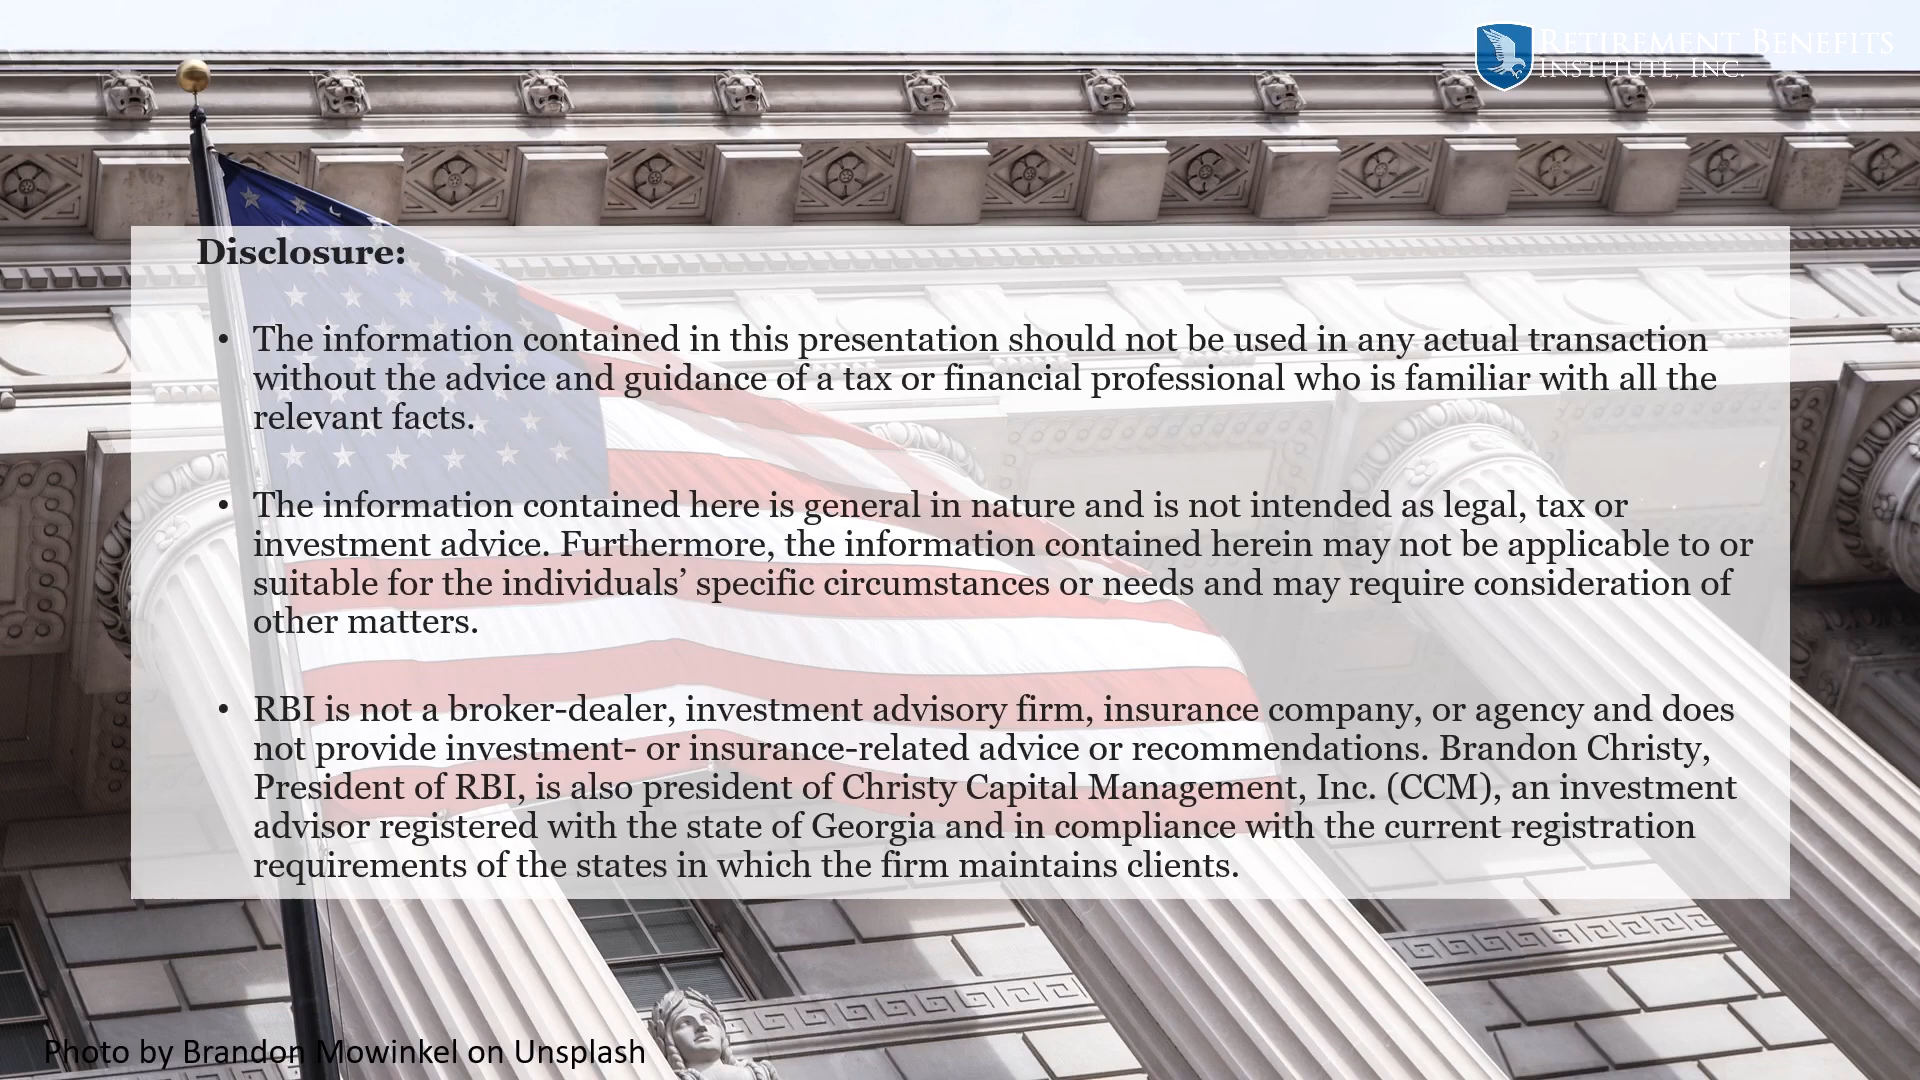 RETIREMENT BENEFITS
INSTITUTE, INC.
Disclosure:
• The information contained in this presentation should not be used in any actual transaction
without the advice and guidance of a tax or financial professional who is familiar with all the
relevant facts.
• The information contained here is general in nature and is not intended as legal, tax or
investment advice. Furthermore, the information contained herein may not be applicable to or
suitable for the individuals’ specific circumstances or needs and may require consideration of
other matters.
• RBI is not a broker-dealer, investment advisory firm, insurance company, or agency and does
not provide investment- or insurance-related advice or recommendations. Brandon Christy,
President of RBI, is also president of Christy Capital Management, Inc. (CCM), an investment
advisor registered with the state of Georgia and in compliance with the current registration
requirements of the states in which the firm maintains clients.
Photo by Brandon Mowinkel on Unsplash